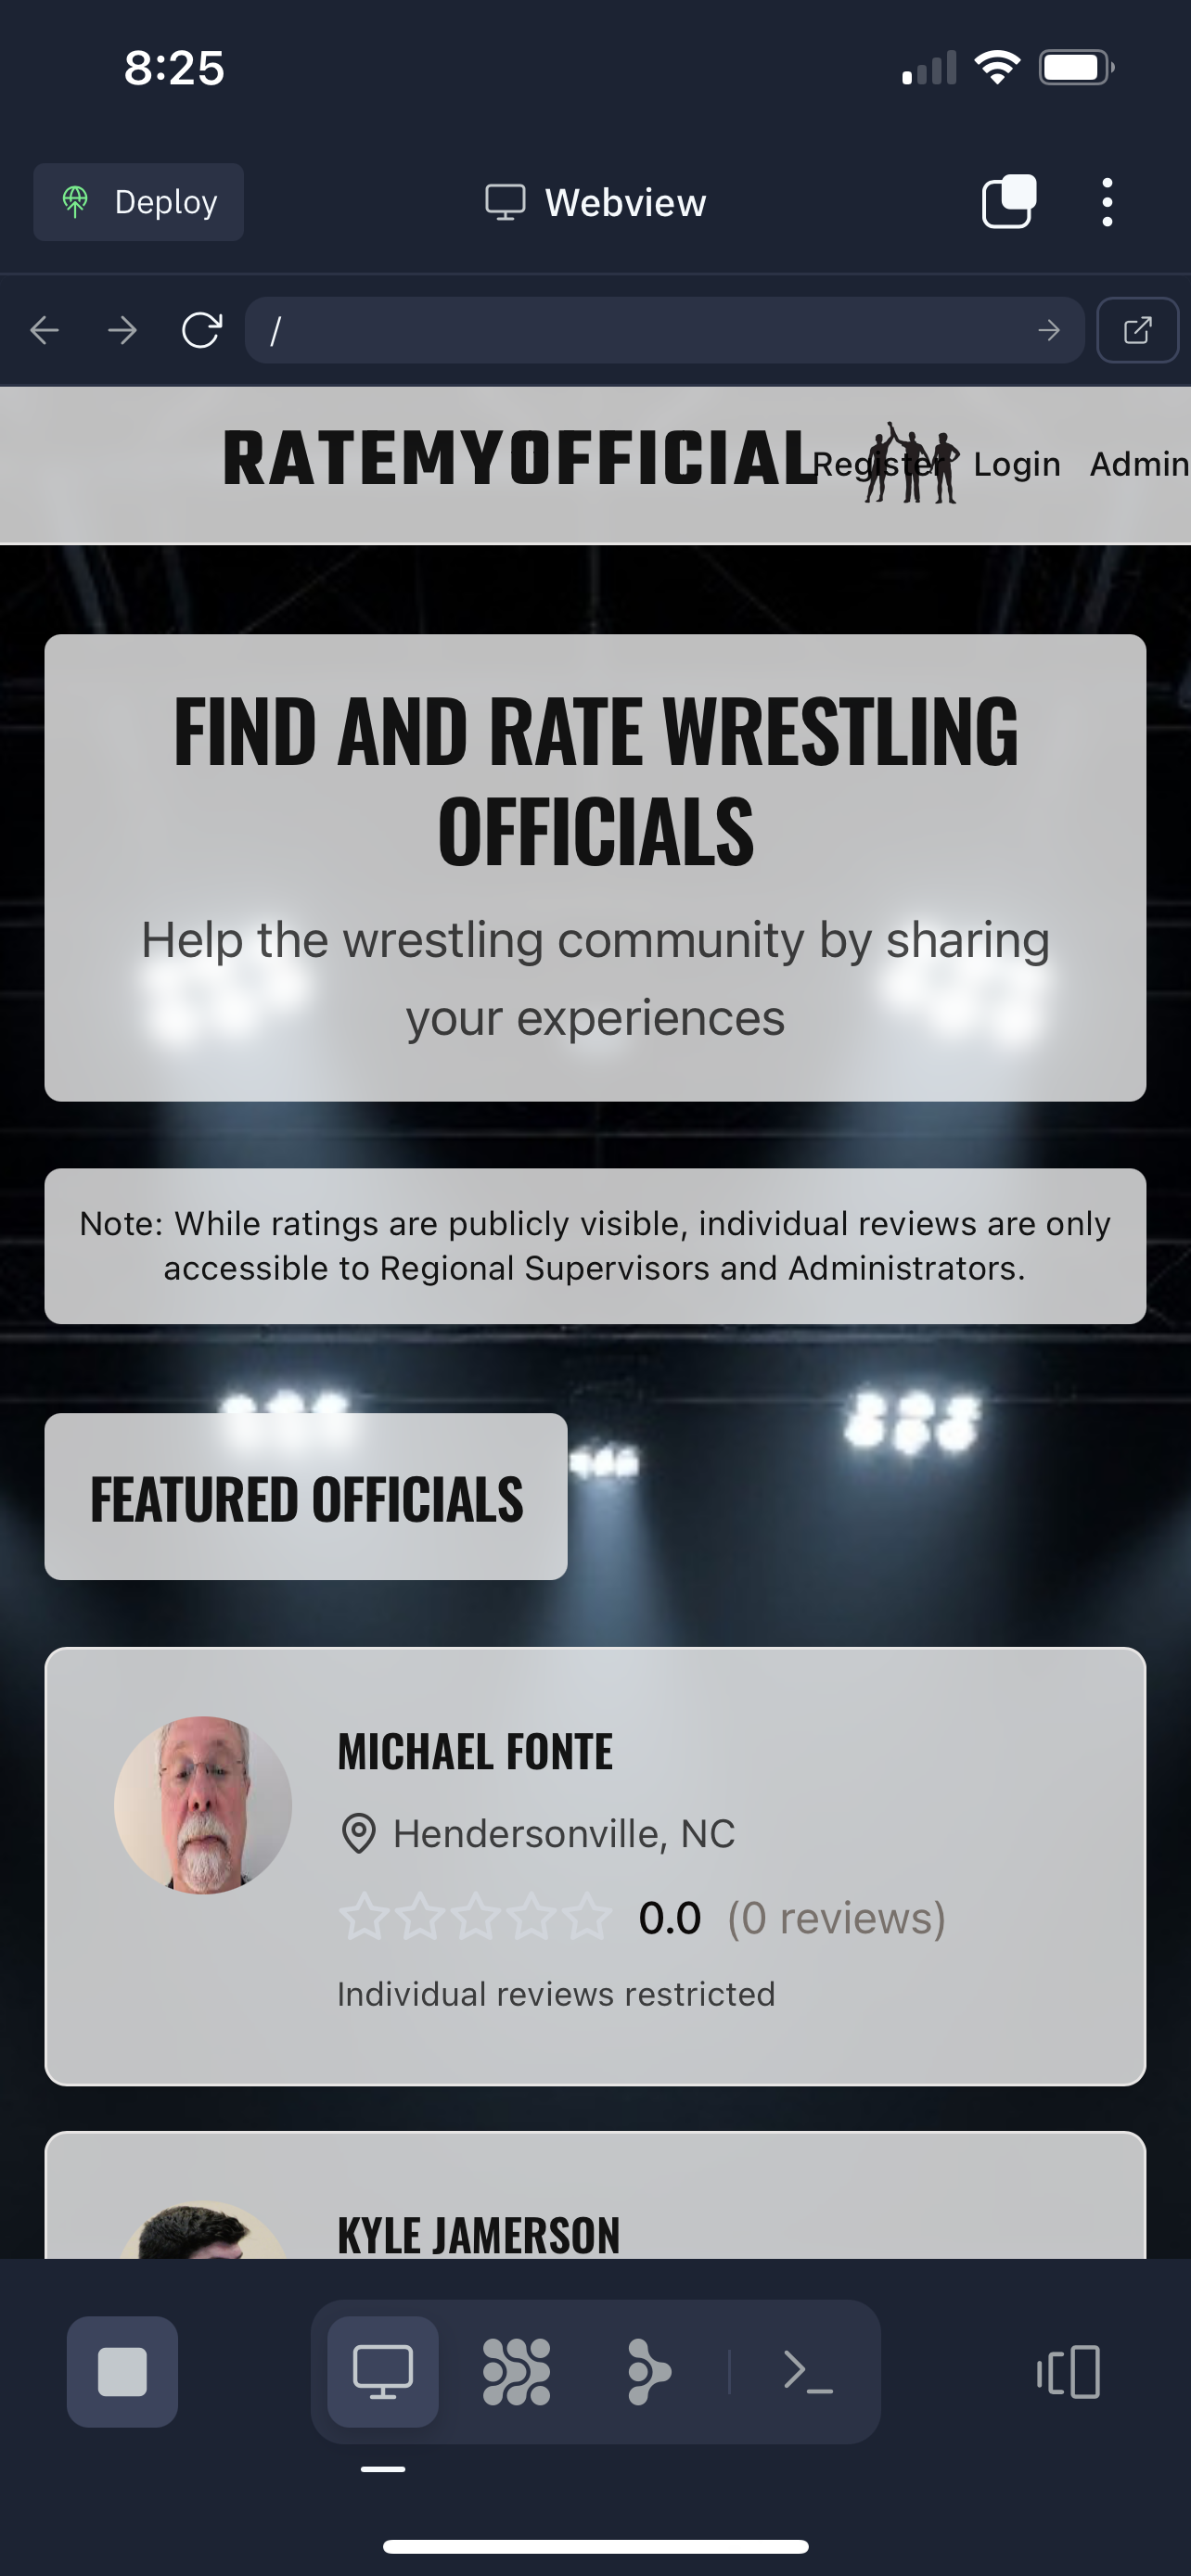 8:25
Deploy
Webview
/
RATEMYOFFICIAL
Register Login Admin
FIND AND RATE WRESTLING
OFFICIALS
Help the wrestling community by sharing
your experiences
Note: While ratings are publicly visible, individual reviews are only
accessible to Regional Supervisors and Administrators.
FEATURED OFFICIALS
MICHAEL FONTE
Hendersonville, NC
0.0 (0 reviews)
Individual reviews restricted
KYLE JAMERSON